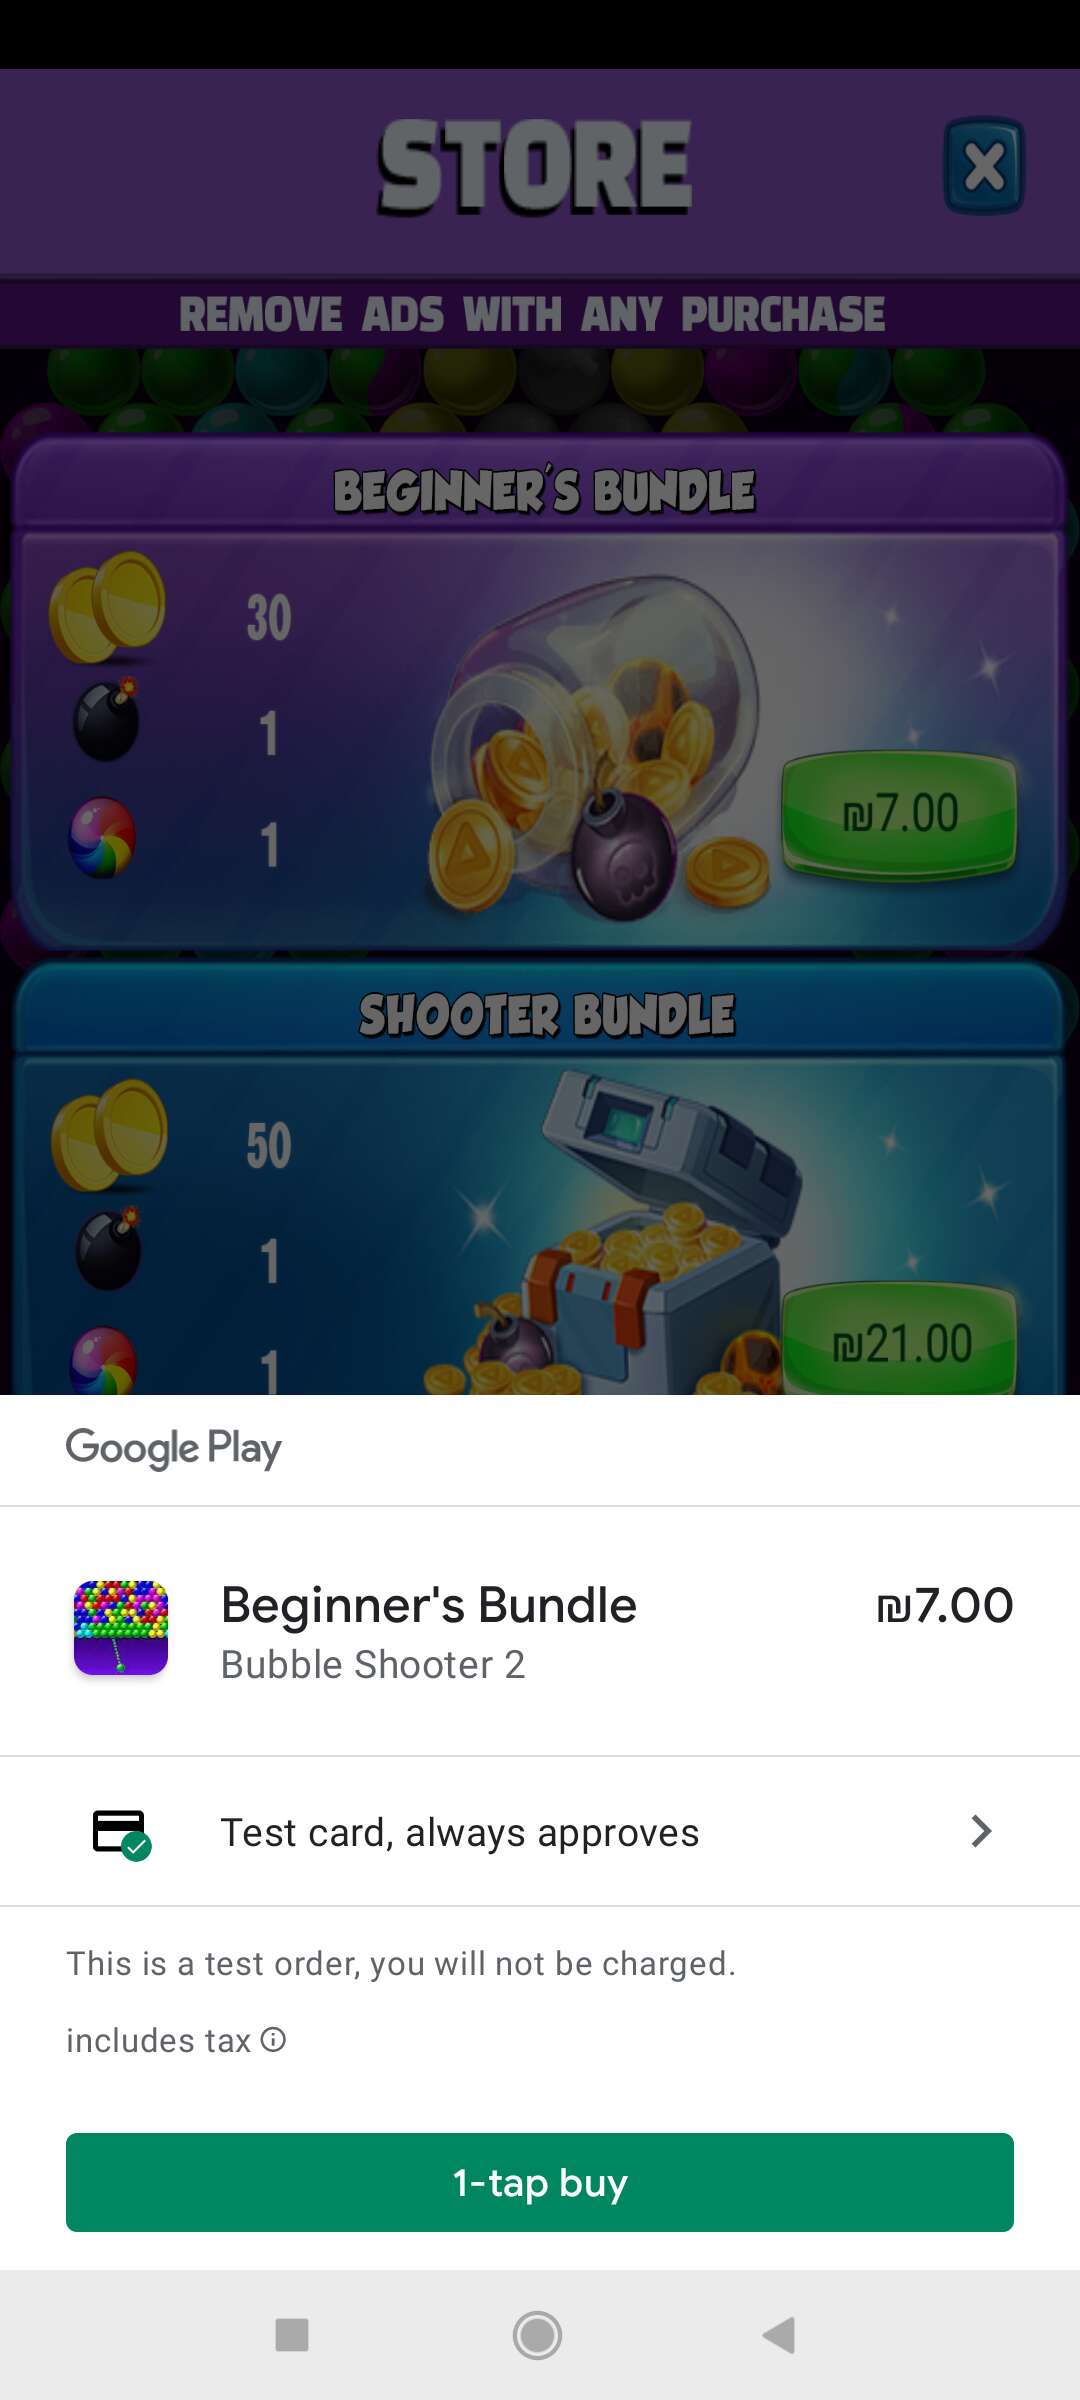 STORE
REMOVE ADS WITH ANY PURCHASE
BEGINNER'S BUNDLE
30
1
₪7.00
1
SHOOTER BUNDLE
50
1
₪21.00
1
Google Play
Beginner's Bundle ₪7.00
Bubble Shooter 2
Test card, always approves
This is a test order, you will not be charged.
includes tax
1-tap buy